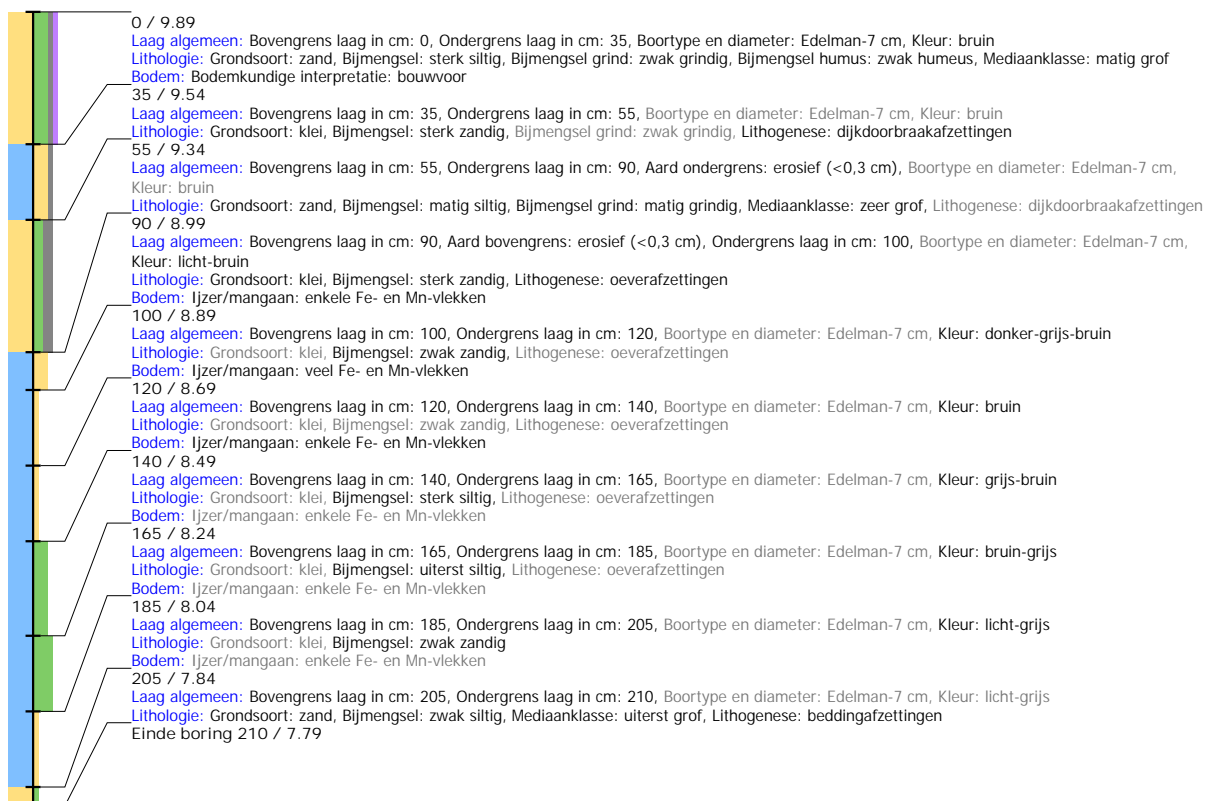 0 / 9.89
Laag algemeen: Bovengrens laag in cm: 0, Ondergrens laag in cm: 35, Boortype en diameter: Edelman-7 cm, Kleur: bruin
Lithologie: Grondsoort: zand, Bijmengsel: sterk siltig, Bijmengsel grind: zwak grindig, Bijmengsel humus: zwak humeus, Mediaanklasse: matig grof
Bodem: Bodemkundige interpretatie: bouwvoor
35 / 9.54
Laag algemeen: Bovengrens laag in cm: 35, Ondergrens laag in cm: 55, Boortype en diameter: Edelman-7 cm, Kleur: bruin
Lithologie: Grondsoort: klei, Bijmengsel: sterk zandig, Bijmengsel grind: zwak grindig, Lithogenese: dijkdoorbraakafzettingen
55 / 9.34
Laag algemeen: Bovengrens laag in cm: 55, Ondergrens laag in cm: 90, Aard ondergrens: erosief (<0,3 cm), Boortype en diameter: Edelman-7 cm,
Kleur: bruin
Lithologie: Grondsoort: zand, Bijmengsel: matig siltig, Bijmengsel grind: matig grindig, Mediaanklasse: zeer grof, Lithogenese: dijkdoorbraakafzettingen
90 / 8.99
Laag algemeen: Bovengrens laag in cm: 90, Aard bovengrens: erosief (<0,3 cm), Ondergrens laag in cm: 100, Boortype en diameter: Edelman-7 cm,
Kleur: licht-bruin
Lithologie: Grondsoort: klei, Bijmengsel: sterk zandig, Lithogenese: oeverafzettingen
Bodem: Ijzer/mangaan: enkele Fe- en Mn-vlekken
100 / 8.89
Laag algemeen: Bovengrens laag in cm: 100, Ondergrens laag in cm: 120, Boortype en diameter: Edelman-7 cm, Kleur: donker-grijs-bruin
Lithologie: Grondsoort: klei, Bijmengsel: zwak zandig, Lithogenese: oeverafzettingen
Bodem: Ijzer/mangaan: veel Fe- en Mn-vlekken
120 / 8.69
Laag algemeen: Bovengrens laag in cm: 120, Ondergrens laag in cm: 140, Boortype en diameter: Edelman-7 cm, Kleur: bruin
Lithologie: Grondsoort: klei, Bijmengsel: zwak zandig, Lithogenese: oeverafzettingen
Bodem: Ijzer/mangaan: enkele Fe- en Mn-vlekken
140 / 8.49
Laag algemeen: Bovengrens laag in cm: 140, Ondergrens laag in cm: 165, Boortype en diameter: Edelman-7 cm, Kleur: grijs-bruin
Lithologie: Grondsoort: klei, Bijmengsel: sterk siltig, Lithogenese: oeverafzettingen
Bodem: Ijzer/mangaan: enkele Fe- en Mn-vlekken
165 / 8.24
Laag algemeen: Bovengrens laag in cm: 165, Ondergrens laag in cm: 185, Boortype en diameter: Edelman-7 cm, Kleur: bruin-grijs
Lithologie: Grondsoort: klei, Bijmengsel: uiterst siltig, Lithogenese: oeverafzettingen
Bodem: Ijzer/mangaan: enkele Fe- en Mn-vlekken
185 / 8.04
Laag algemeen: Bovengrens laag in cm: 185, Ondergrens laag in cm: 205, Boortype en diameter: Edelman-7 cm, Kleur: licht-grijs
Lithologie: Grondsoort: klei, Bijmengsel: zwak zandig
Bodem: Ijzer/mangaan: enkele Fe- en Mn-vlekken
205 / 7.84
Laag algemeen: Bovengrens laag in cm: 205, Ondergrens laag in cm: 210, Boortype en diameter: Edelman-7 cm, Kleur: licht-grijs
Lithologie: Grondsoort: zand, Bijmengsel: zwak siltig, Mediaanklasse: uiterst grof, Lithogenese: beddingafzettingen
Einde boring 210 / 7.79